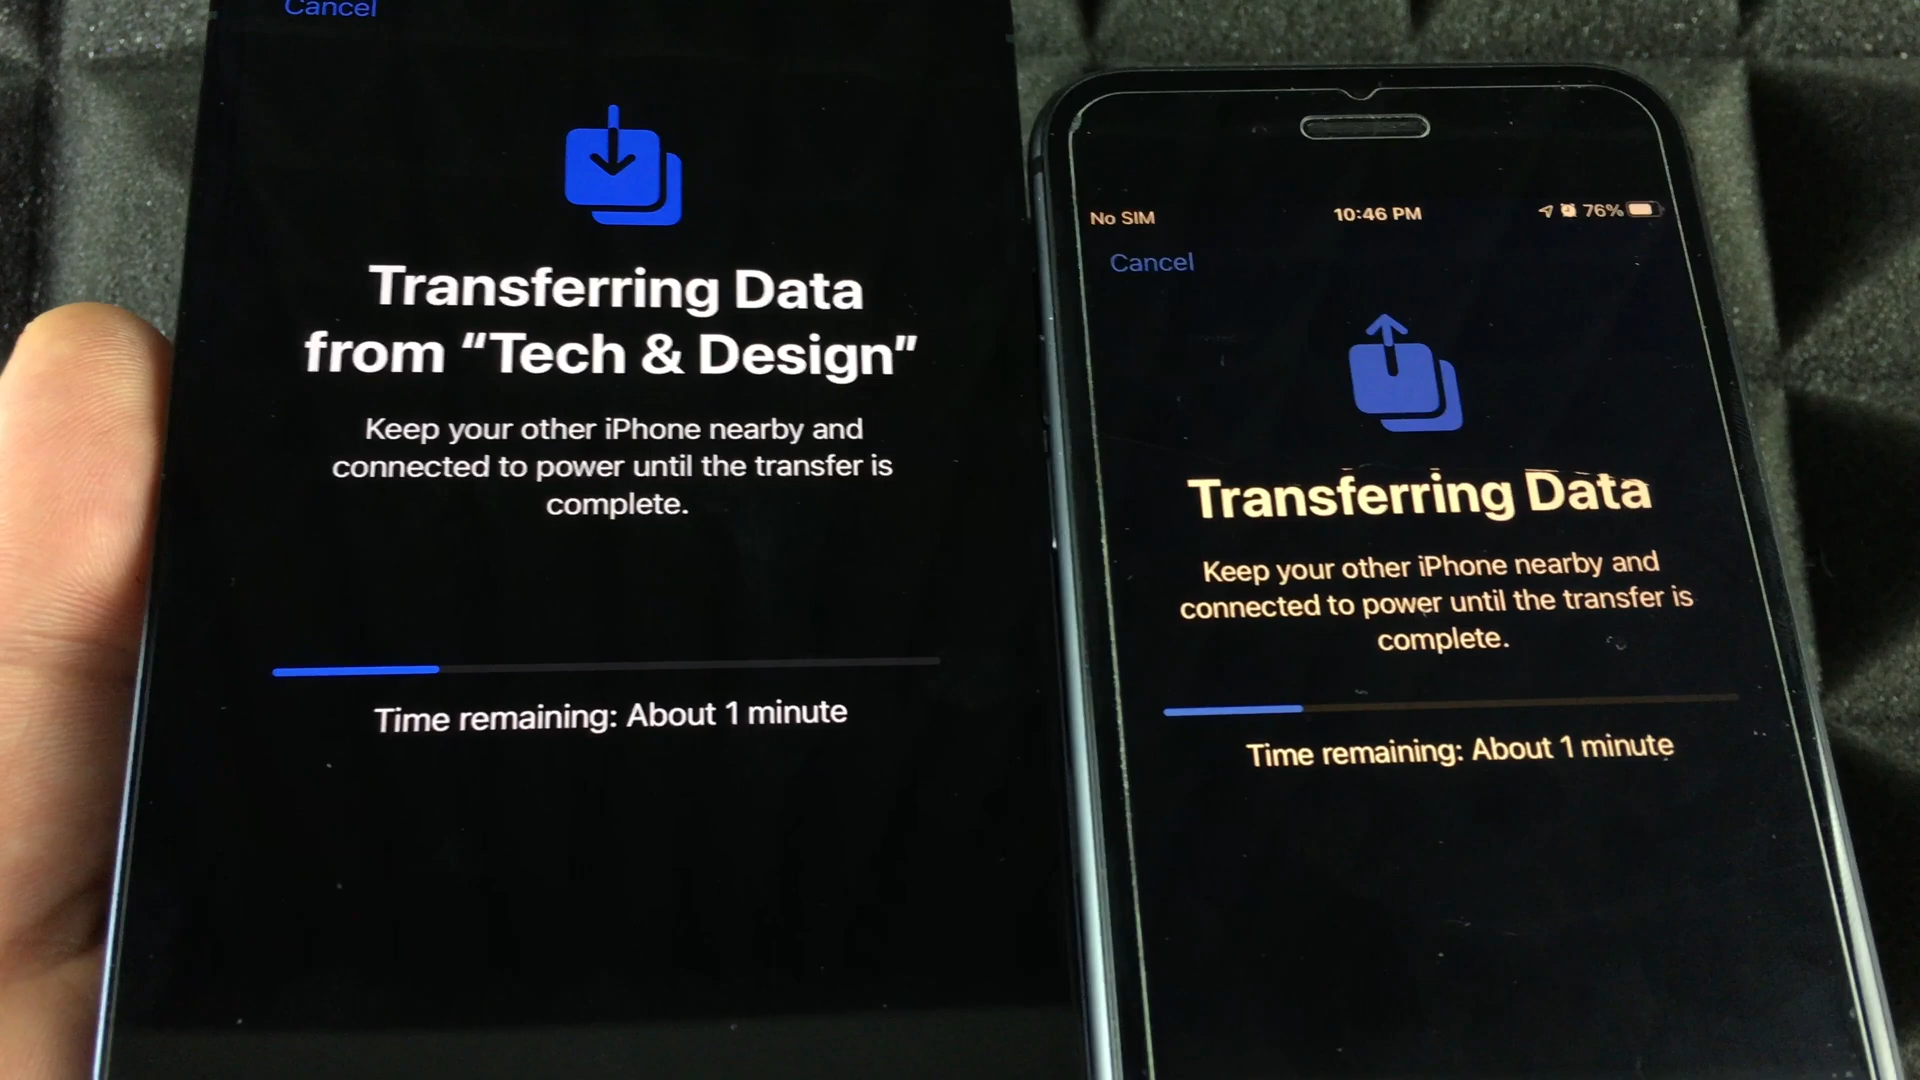 Cancel
Transferring Data
from “Tech & Design”
Keep your other iPhone nearby and
connected to power until the transfer is
complete.
Time remaining: About 1 minute
No SIM
10:46 PM
76%
Cancel
Transferring Data
Keep your other iPhone nearby and
connected to power until the transfer is
complete.
Time remaining: About 1 minute